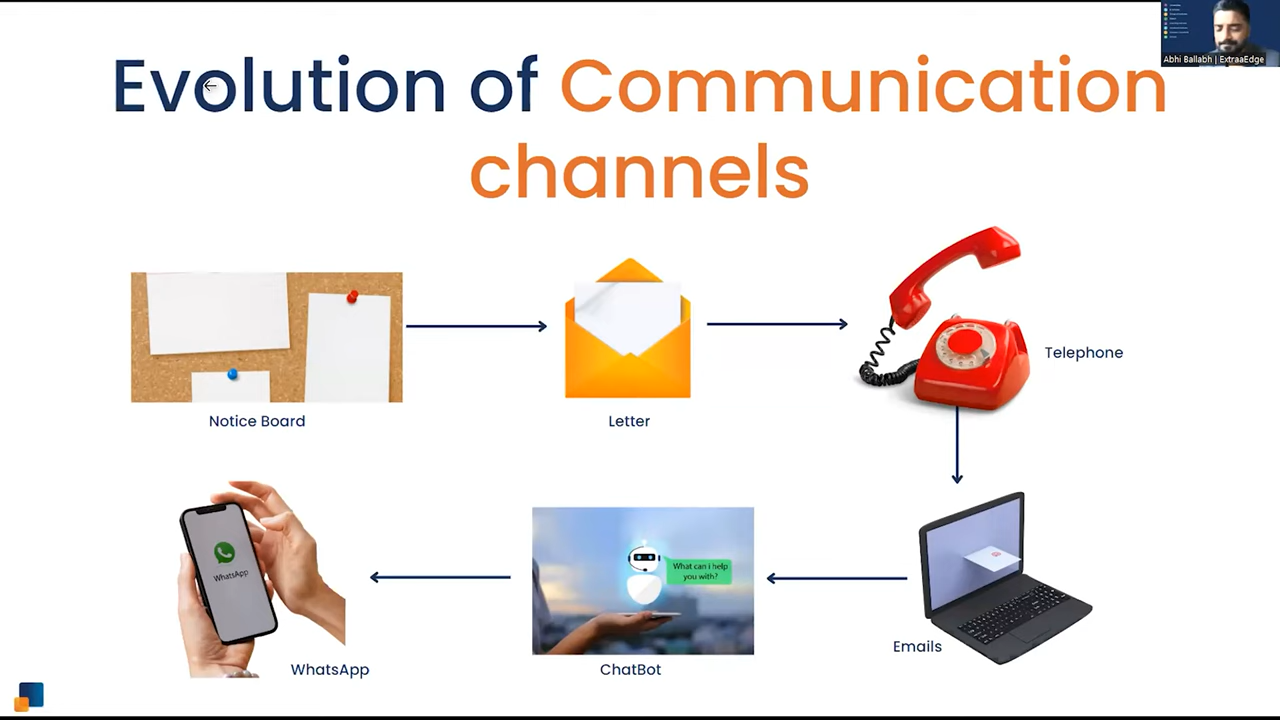 Abhi Ballabh | ExtraaEdge
Evolution of Communication
channels
Notice Board
Letter
Telephone
WhatsApp
WhatsApp
What can i help
you with?
ChatBot
Emails